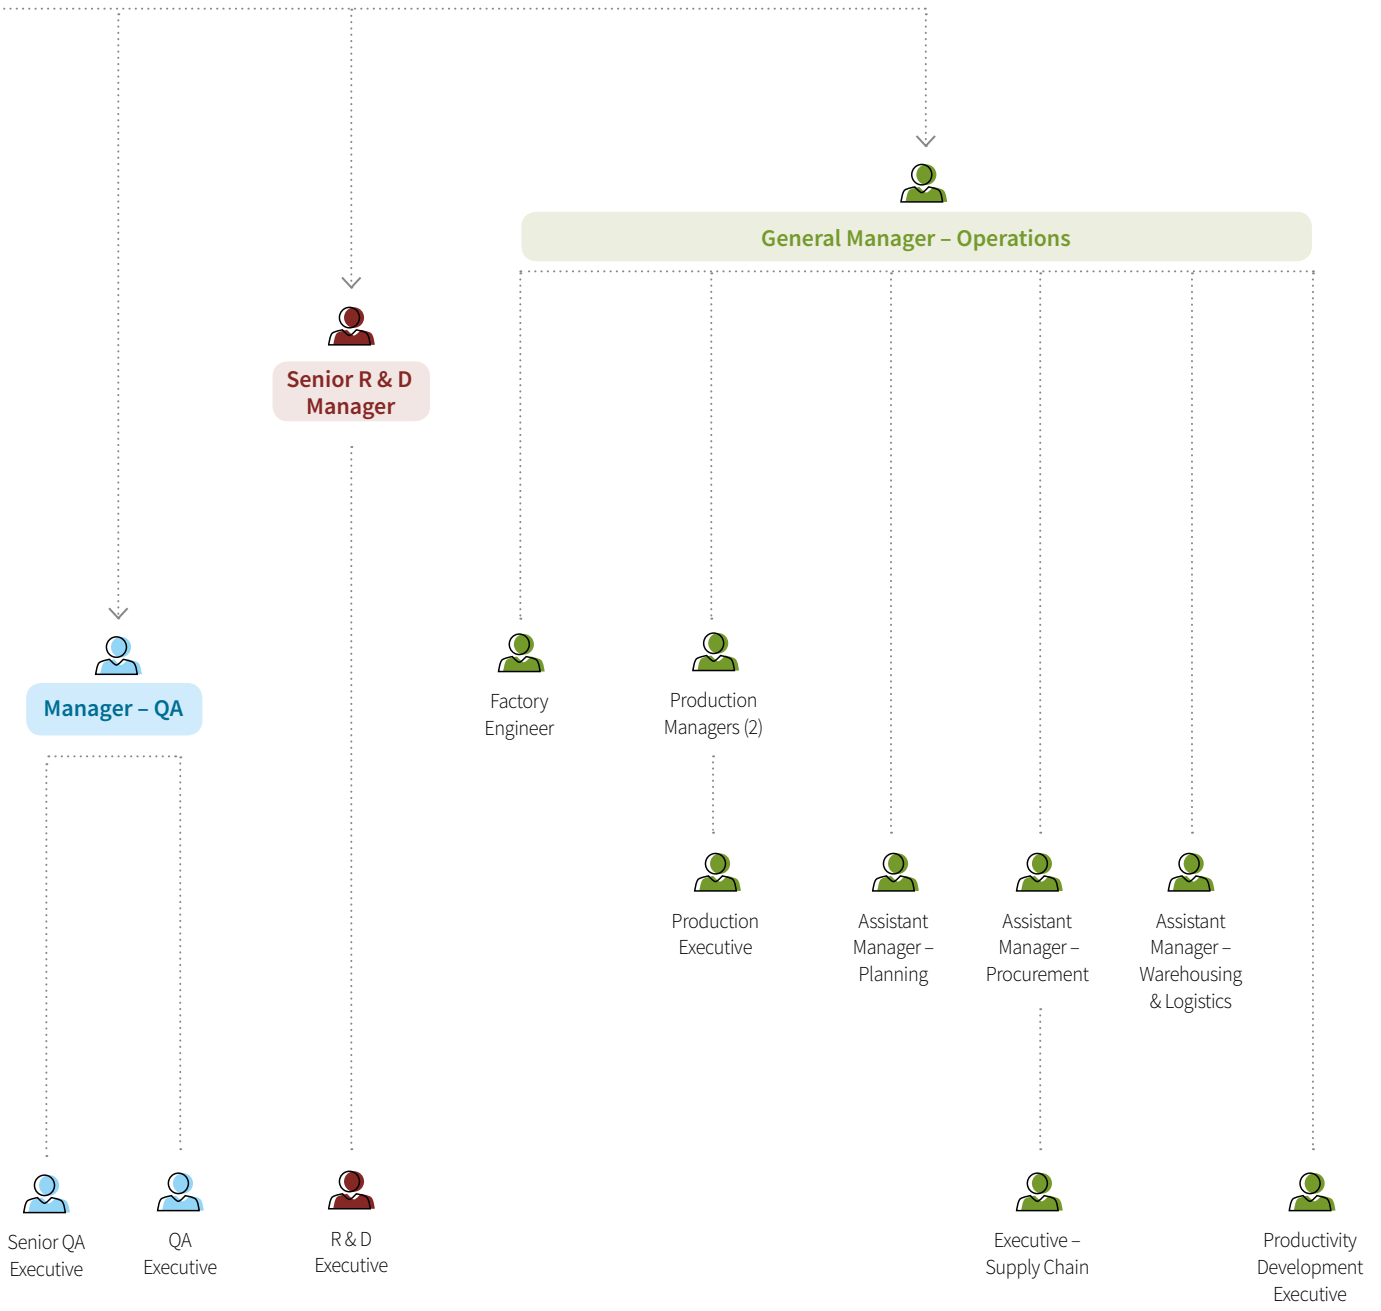 General Manager – Operations
Senior R & D
Manager
Manager – QA
Factory
Engineer
Production
Managers (2)
Production
Executive
Assistant
Manager –
Planning
Assistant
Manager –
Procurement
Assistant
Manager –
Warehousing
& Logistics
Senior QA
Executive
QA
Executive
R & D
Executive
Executive –
Supply Chain
Productivity
Development
Executive